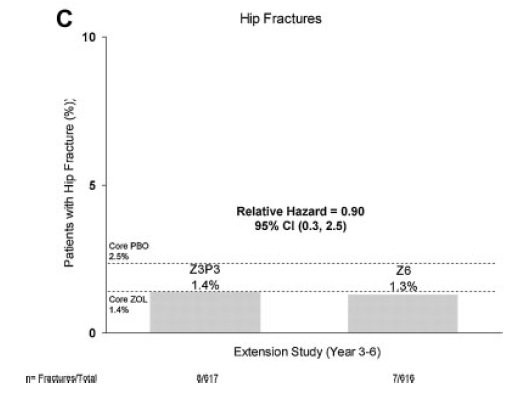 C
Hip Fractures
10
5
0
Patients with Hip Fracture (%);
Relative Hazard = 0.90
95% CI (0.3, 2.5)
Core PBO
2.5%
Z3P3
1.4%
Z6
1.3%
Core ZOL
1.4%
Extension Study (Year 3-6)
n= Fractures/Total
7/616